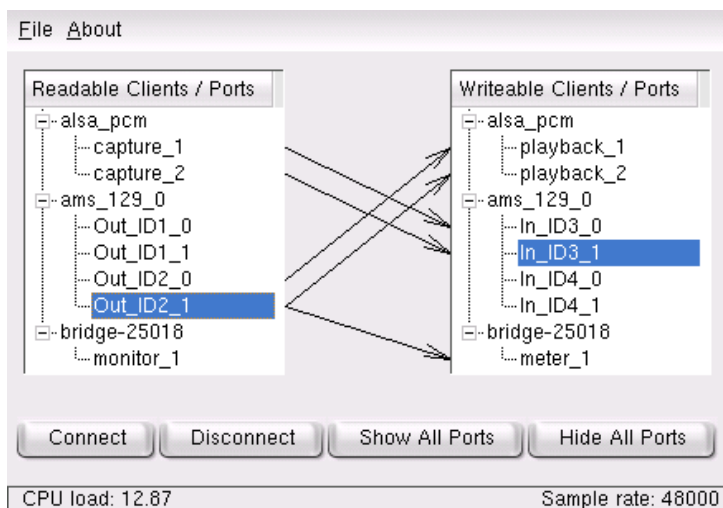 File About
Readable Clients / Ports
alsa_pcm
capture_1
capture_2
ams_129_0
Out_ID1_0
Out_ID1_1
Out_ID2_0
Out_ID2_1
bridge-25018
monitor_1
Writeable Clients / Ports
alsa_pcm
playback_1
playback_2
ams_129_0
In_ID3_0
In_ID3_1
In_ID4_0
In_ID4_1
bridge-25018
meter_1
Connect Disconnect Show All Ports Hide All Ports
CPU load: 12.87 Sample rate: 48000